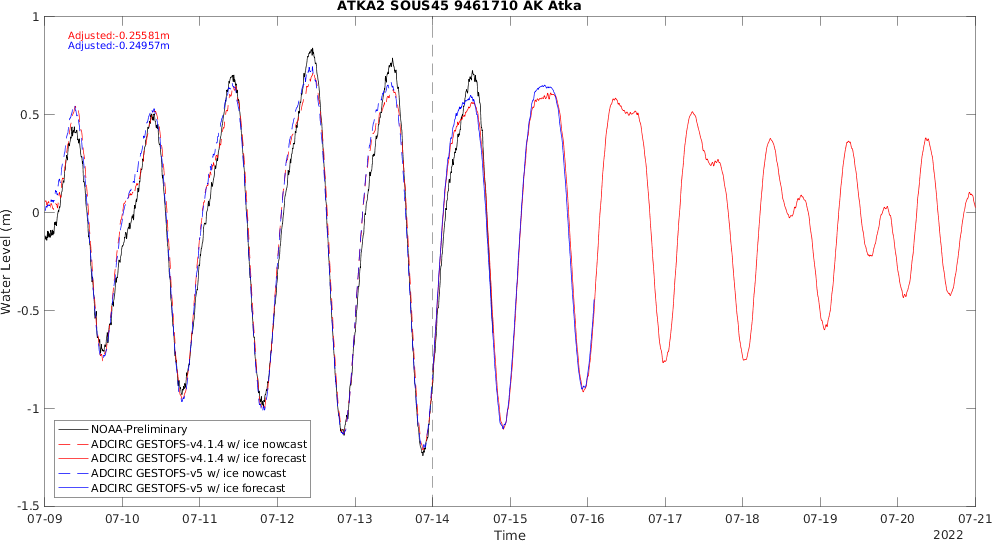 ATKA2 SOUS45 9461710 AK Atka
Adjusted:-0.25581m
Adjusted:-0.24957m
1
0.5
0
-0.5
-1
-1.5
Water Level (m)
NOAA-Preliminary
ADCIRC GESTOFS-v4.1.4 w/ ice nowcast
ADCIRC GESTOFS-v4.1.4 w/ ice forecast
ADCIRC GESTOFS-v5 w/ ice nowcast
ADCIRC GESTOFS-v5 w/ ice forecast
07-09 07-10 07-11 07-12 07-13 07-14 07-15 07-16 07-17 07-18 07-19 07-20 07-21
Time
2022